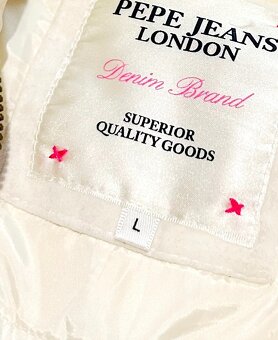 PEPE JEANS
LONDON
Denim Brand
SUPERIOR
QUALITY GOODS
L